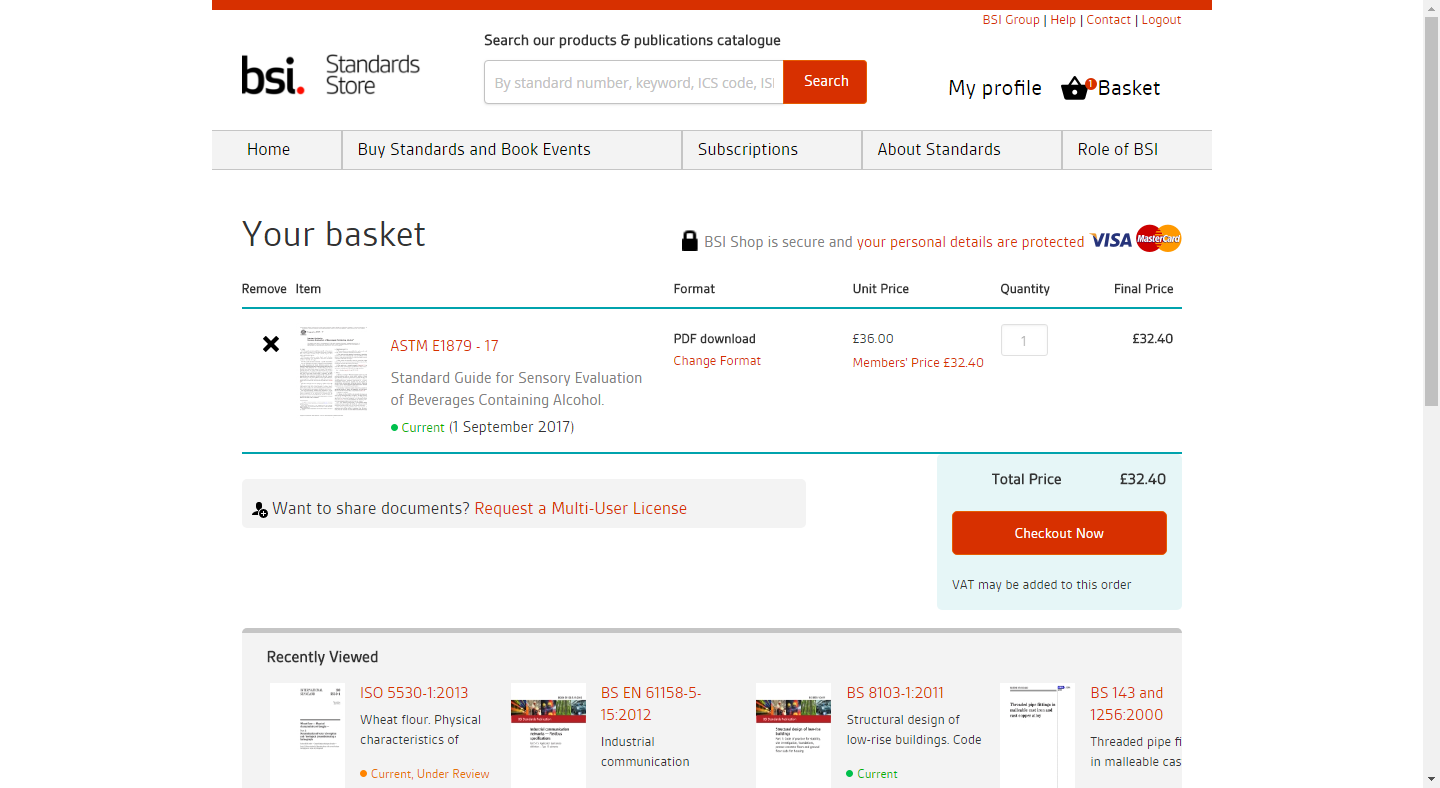 BSI Group | Help | Contact | Logout
bsi. Standards Store
Search our products & publications catalogue
By standard number, keyword, ICS code, ISI
Search
My profile
1
Basket
Home
Buy Standards and Book Events
Subscriptions
About Standards
Role of BSI
Your basket
BSI Shop is secure and your personal details are protected
VISA
MasterCard
Remove Item Format Unit Price Quantity Final Price
ASTM E1879 - 17
Standard Guide for Sensory Evaluation
of Beverages Containing Alcohol.
Current (1 September 2017)
PDF download
Change Format
£36.00
Members' Price £32.40
1
£32.40
Total Price £32.40
Checkout Now
VAT may be added to this order
Want to share documents? Request a Multi-User License
Recently Viewed
ISO 5530-1:2013
Wheat flour. Physical
characteristics of
Current, Under Review
BS EN 61158-5-
15:2012
Industrial
communication
BS 8103-1:2011
Structural design of
low-rise buildings. Code
Current
BS 143 and
1256:2000
Threaded pipe fi
in malleable cas